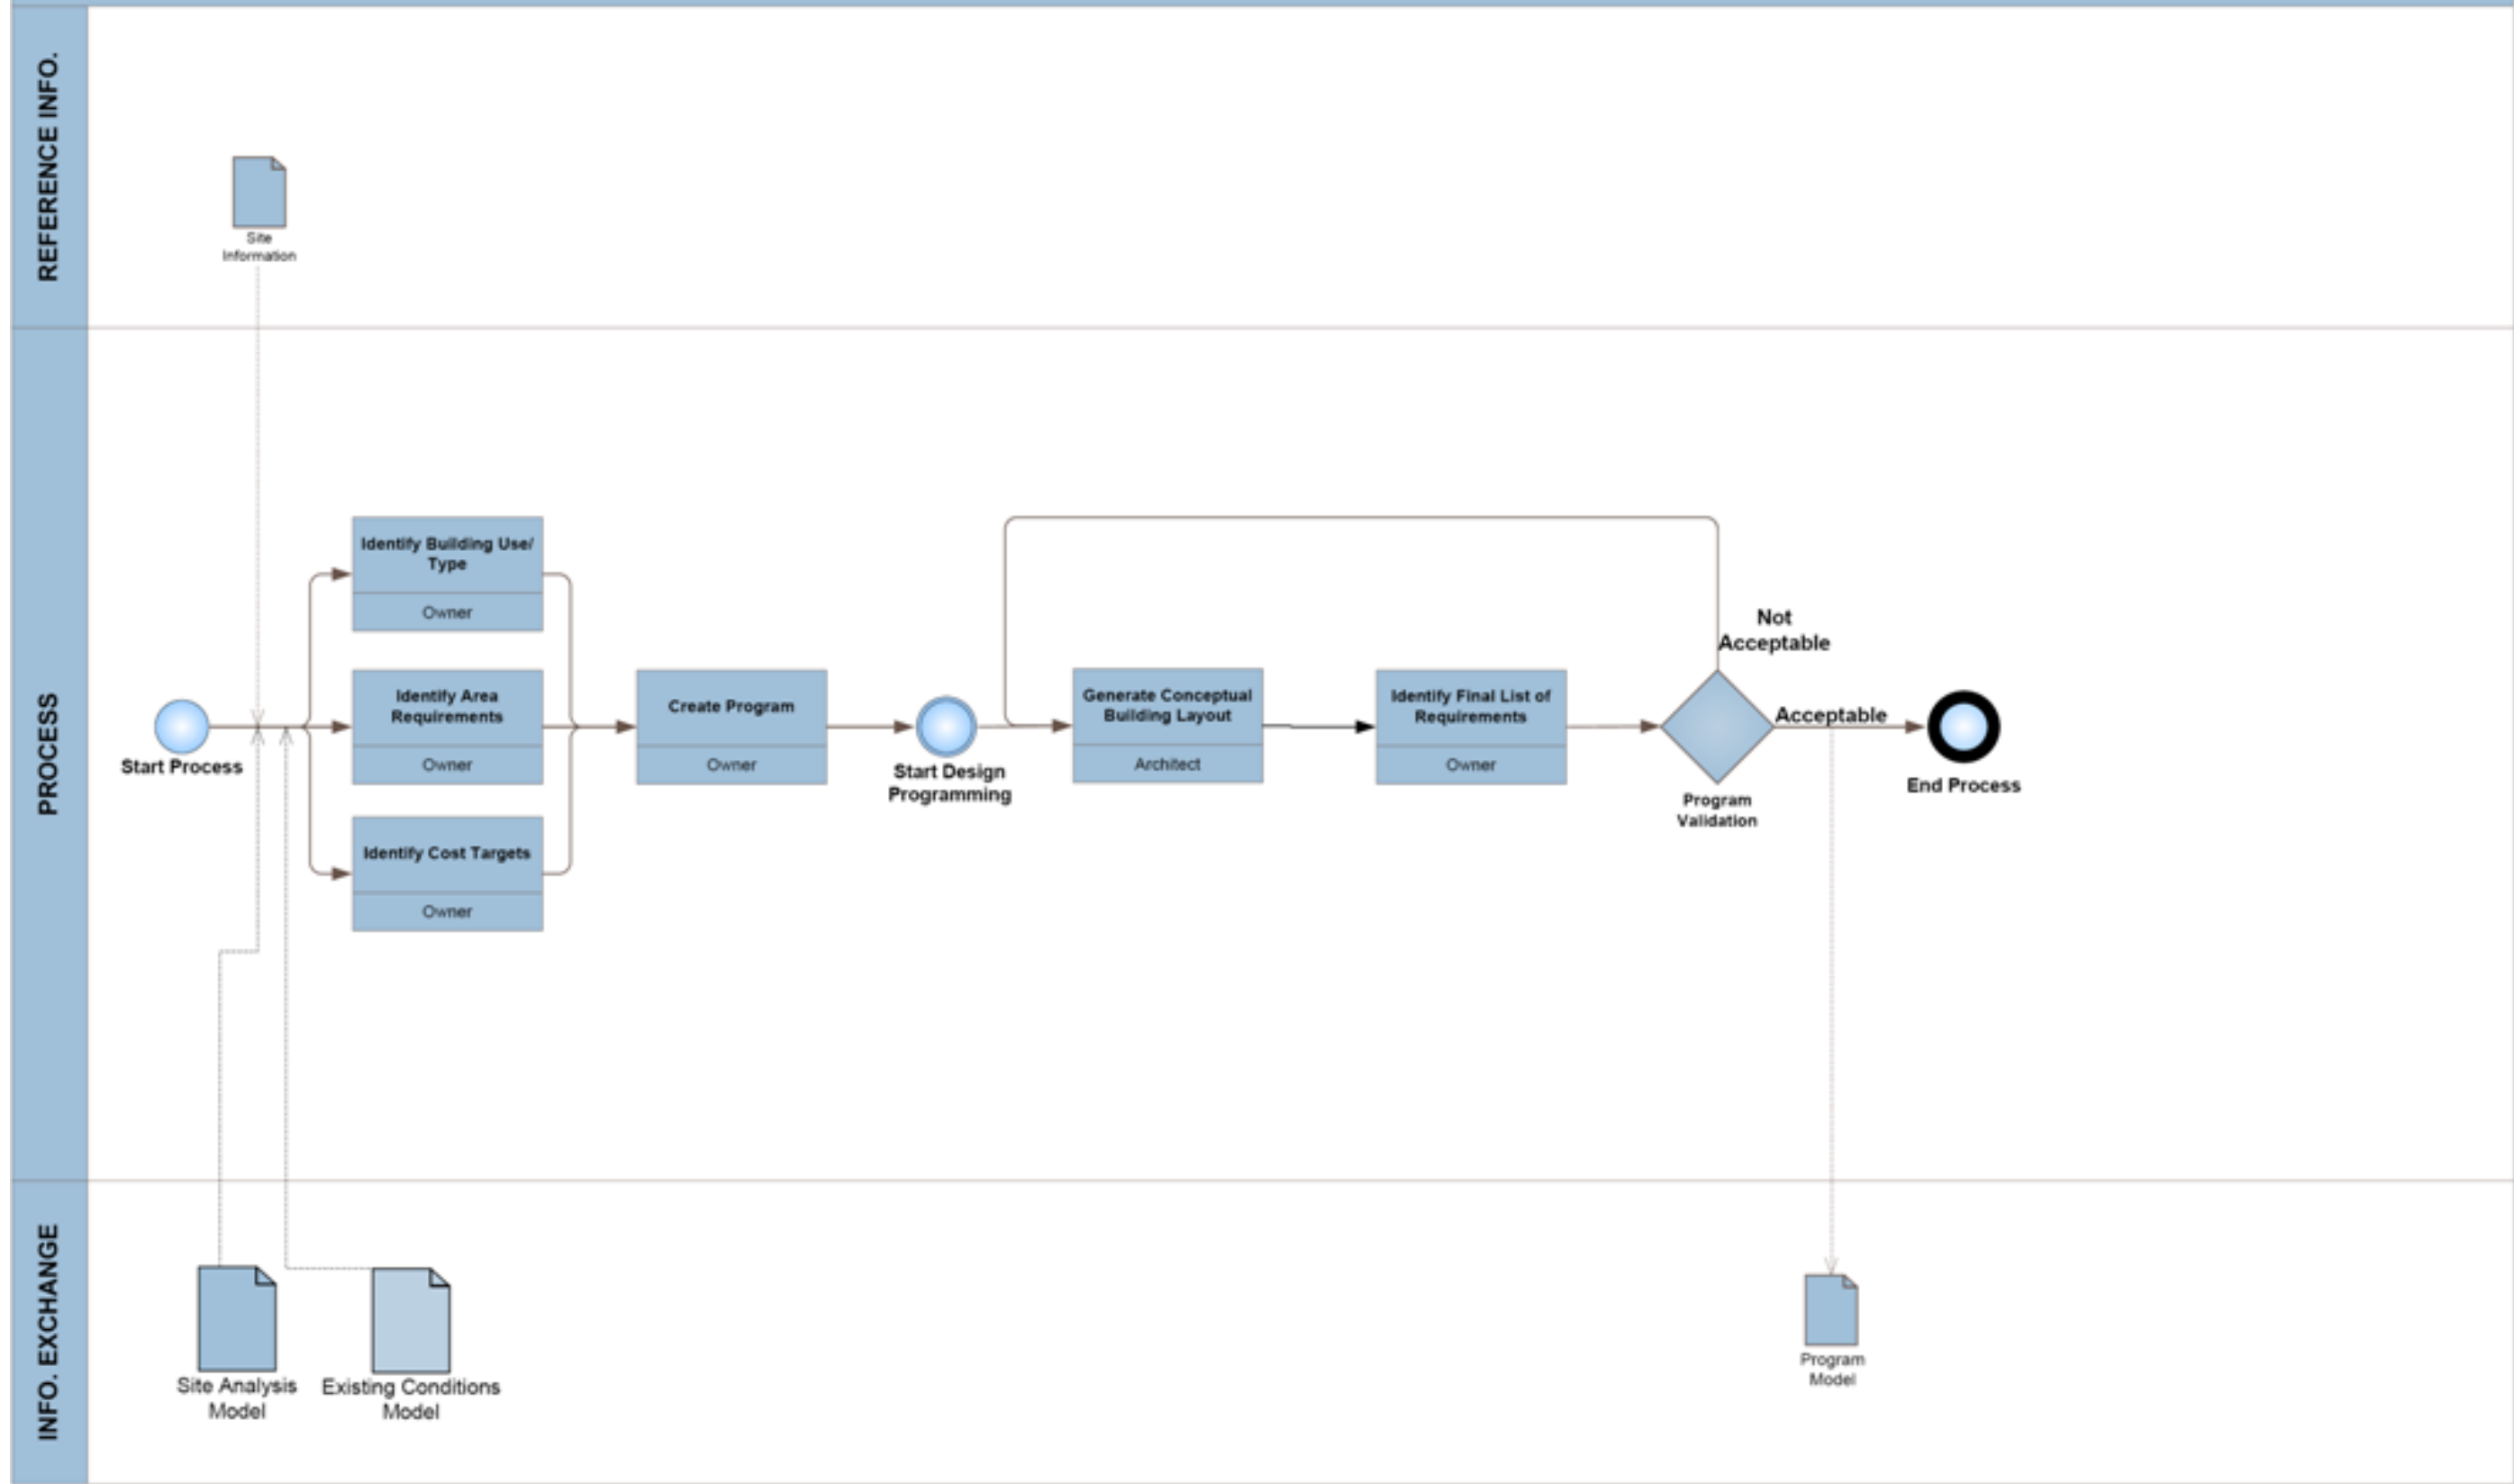 REFERENCE INFO.
Site
Information
PROCESS
Start Process
Identify Building Use/
Type
Owner
Identify Area
Requirements
Owner
Identify Cost Targets
Owner
Create Program
Owner
Start Design
Programming
Generate Conceptual
Building Layout
Architect
Identify Final List of
Requirements
Owner
Not
Acceptable
Acceptable
Program
Validation
End Process
INFO. EXCHANGE
Site Analysis
Model
Existing Conditions
Model
Program
Model